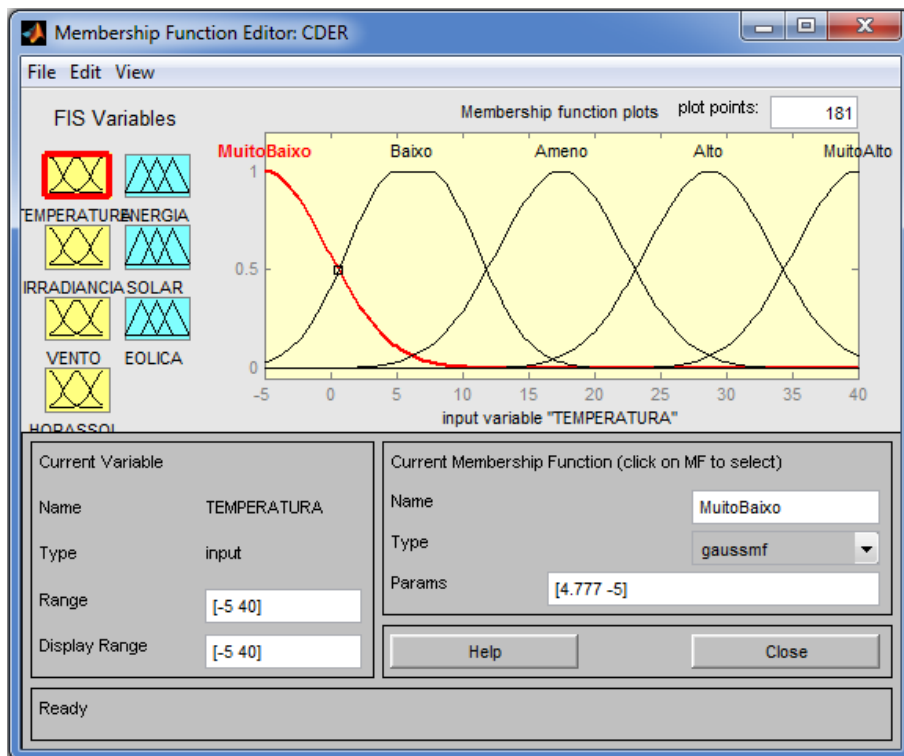 Membership Function Editor: CDER
File Edit View
FIS Variables
Membership function plots plot points: 181
MuitoBaixo Baixo Ameno Alto MuitoAlto
1
0.5
0
-5 0 5 10 15 20 25 30 35 40
input variable "TEMPERATURA"
TEMPERATURA ENERGIA
IRRADIANCIA SOLAR
VENTO EOLICA
HORASSOL
Current Variable
Name TEMPERATURA
Type input
Range [-5 40]
Display Range [-5 40]
Current Membership Function (click on MF to select)
Name MuitoBaixo
Type gaussmf
Params [4.777 -5]
Help Close
Ready